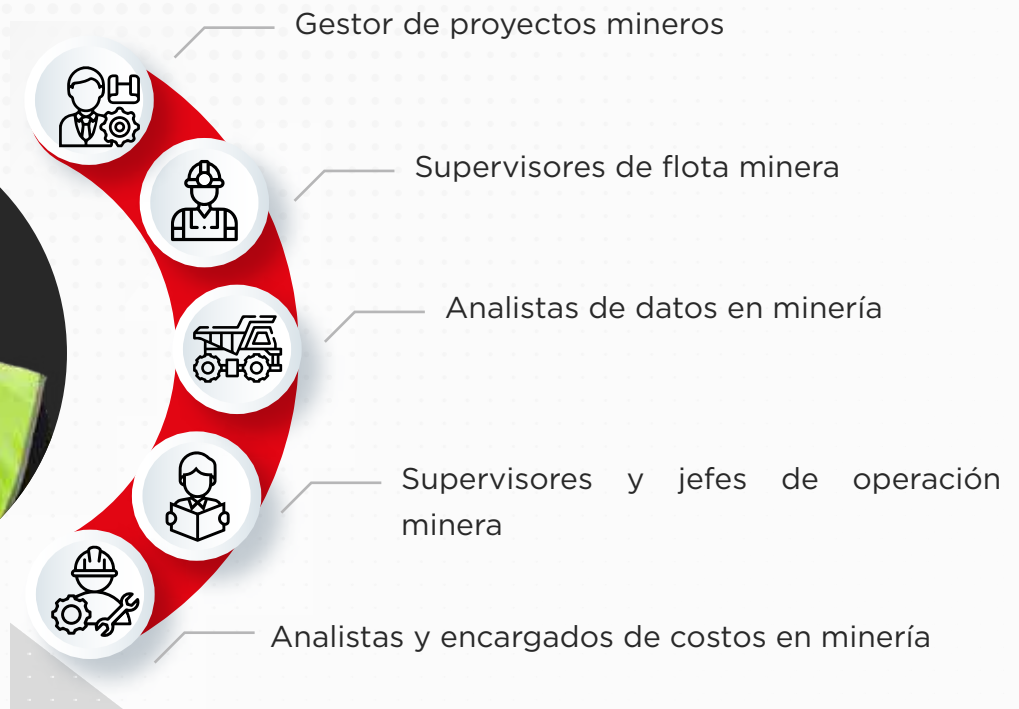 Gestor de proyectos mineros
Supervisores de flota minera
Analistas de datos en minería
Supervisores y jefes de operación
minera
Analistas y encargados de costos en minería